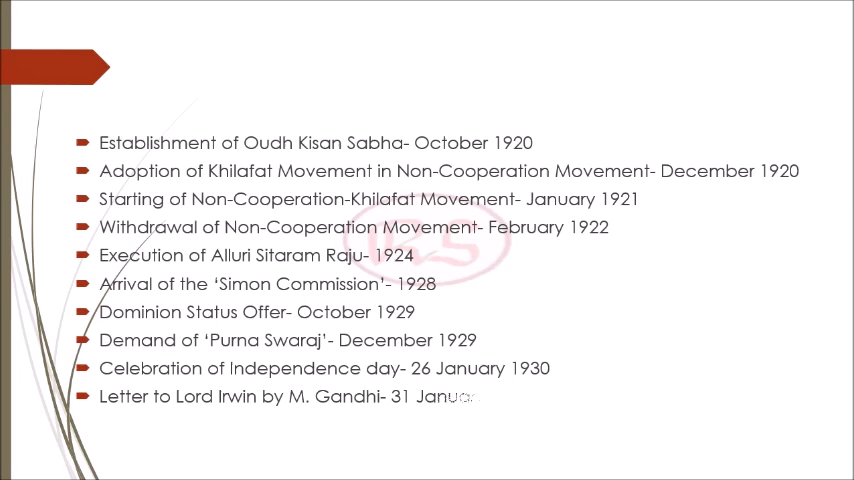 Establishment of Oudh Kisan Sabha- October 1920
Adoption of Khilafat Movement in Non-Cooperation Movement- December 1920
Starting of Non-Cooperation-Khilafat Movement- January 1921
Withdrawal of Non-Cooperation Movement- February 1922
Execution of Alluri Sitaram Raju- 1924
Arrival of the ‘Simon Commission’- 1928
Dominion Status Offer- October 1929
Demand of ‘Purna Swaraj’- December 1929
Celebration of Independence day- 26 January 1930
Letter to Lord Irwin by M. Gandhi- 31